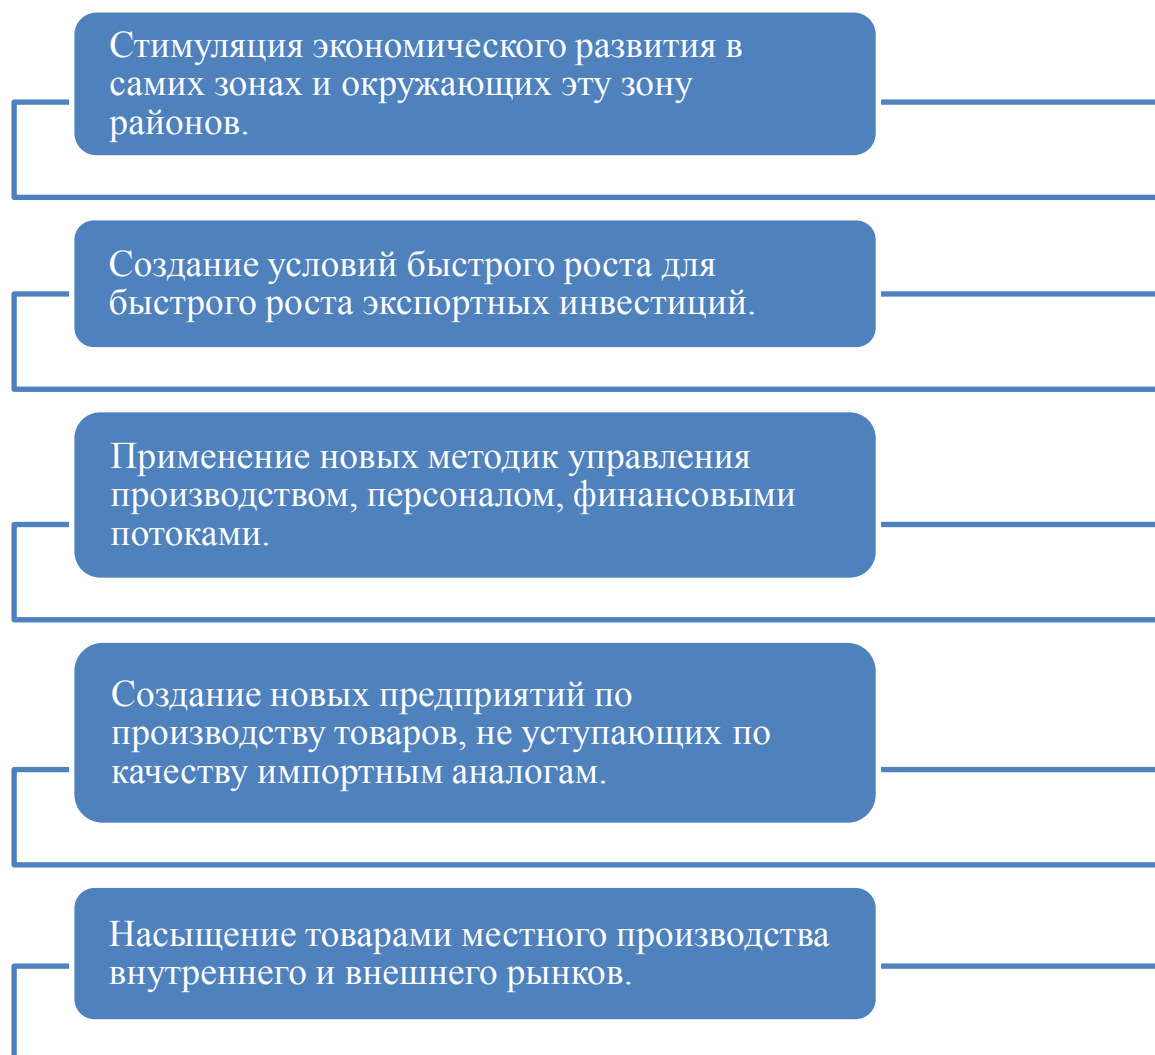 Стимуляция экономического развития в
самих зонах и окружающих эту зону
районов.
Создание условий быстрого роста для
быстрого роста экспортных инвестиций.
Применение новых методик управления
производством, персоналом, финансовыми
потоками.
Создание новых предприятий по
производству товаров, не уступающих по
качеству импортным аналогам.
Насыщение товарами местного производства
внутреннего и внешнего рынков.